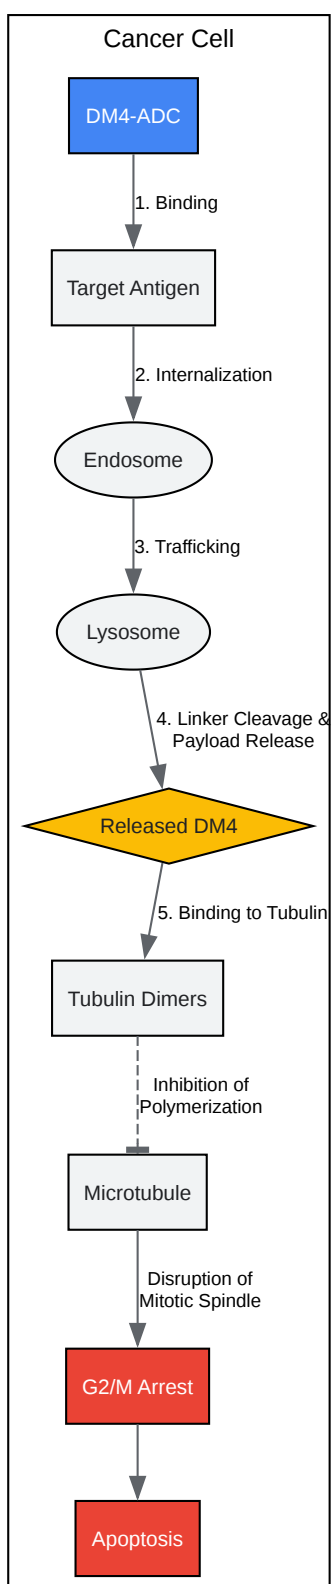 Cancer Cell
DM4-ADC
1. Binding
Target Antigen
2. Internalization
Endosome
3. Trafficking
Lysosome
4. Linker Cleavage &
Payload Release
Released DM4
5. Binding to Tubulin
Tubulin Dimers
Inhibition of
Polymerization
Microtubule
Disruption of
Mitotic Spindle
G2/M Arrest
Apoptosis